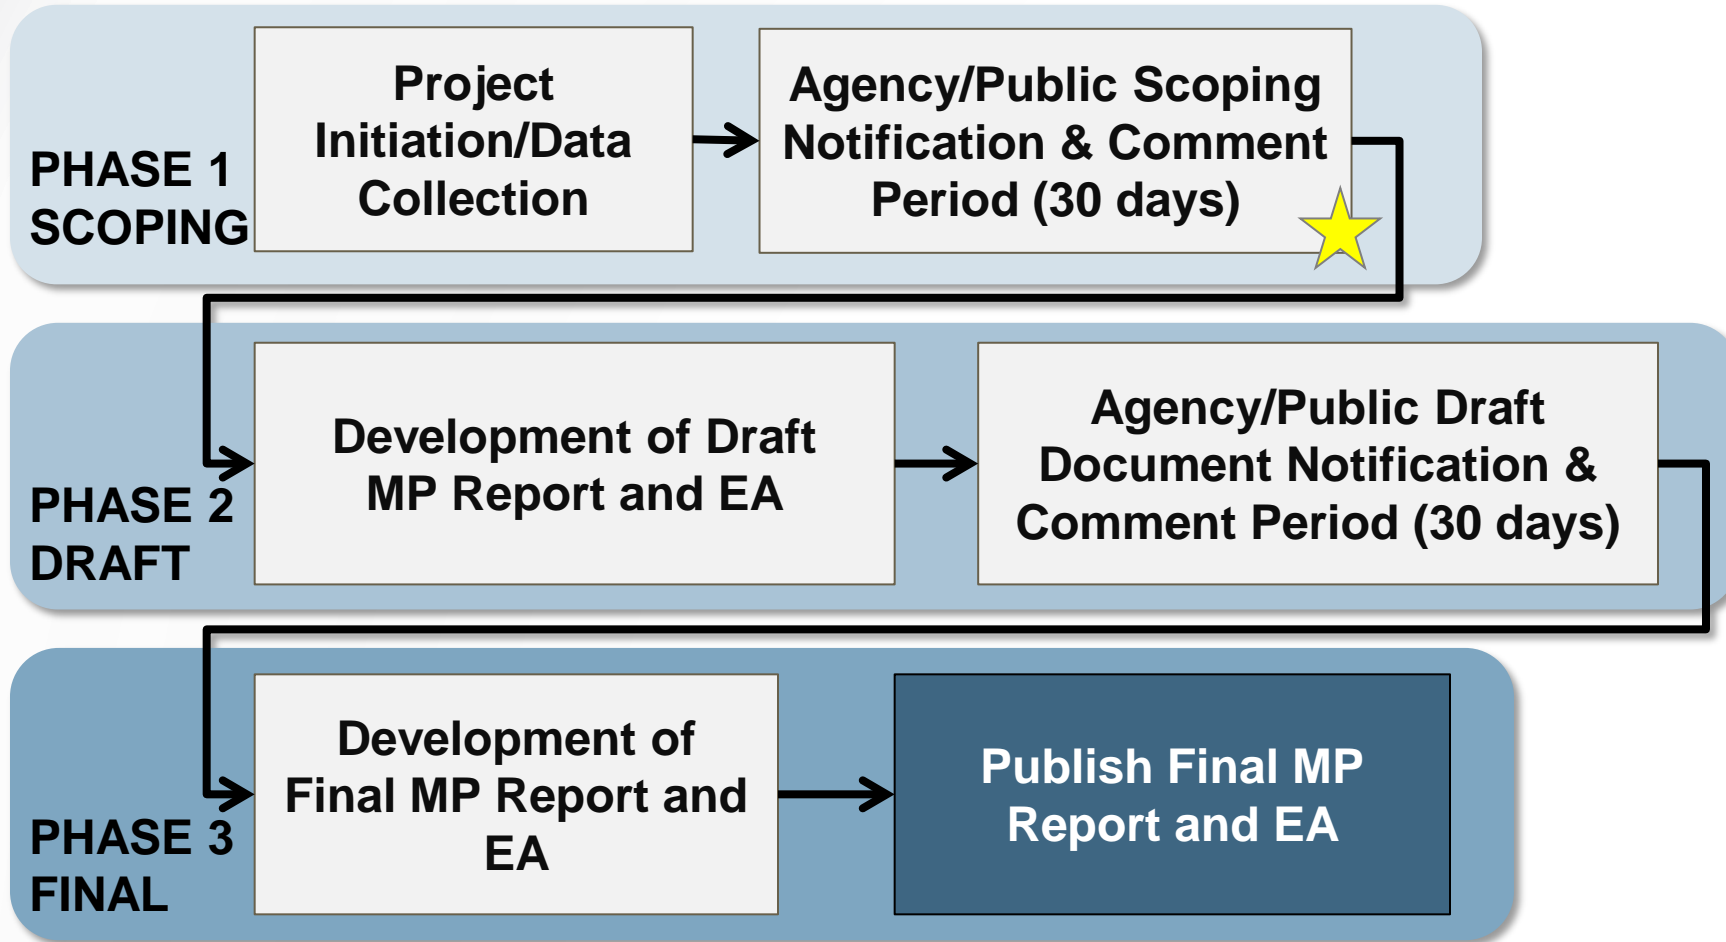 PHASE 1
SCOPING
Project
Initiation/Data
Collection
Agency/Public Scoping
Notification & Comment
Period (30 days)
PHASE 2
DRAFT
Development of Draft
MP Report and EA
Agency/Public Draft
Document Notification &
Comment Period (30 days)
PHASE 3
FINAL
Development of
Final MP Report and
EA
Publish Final MP
Report and EA